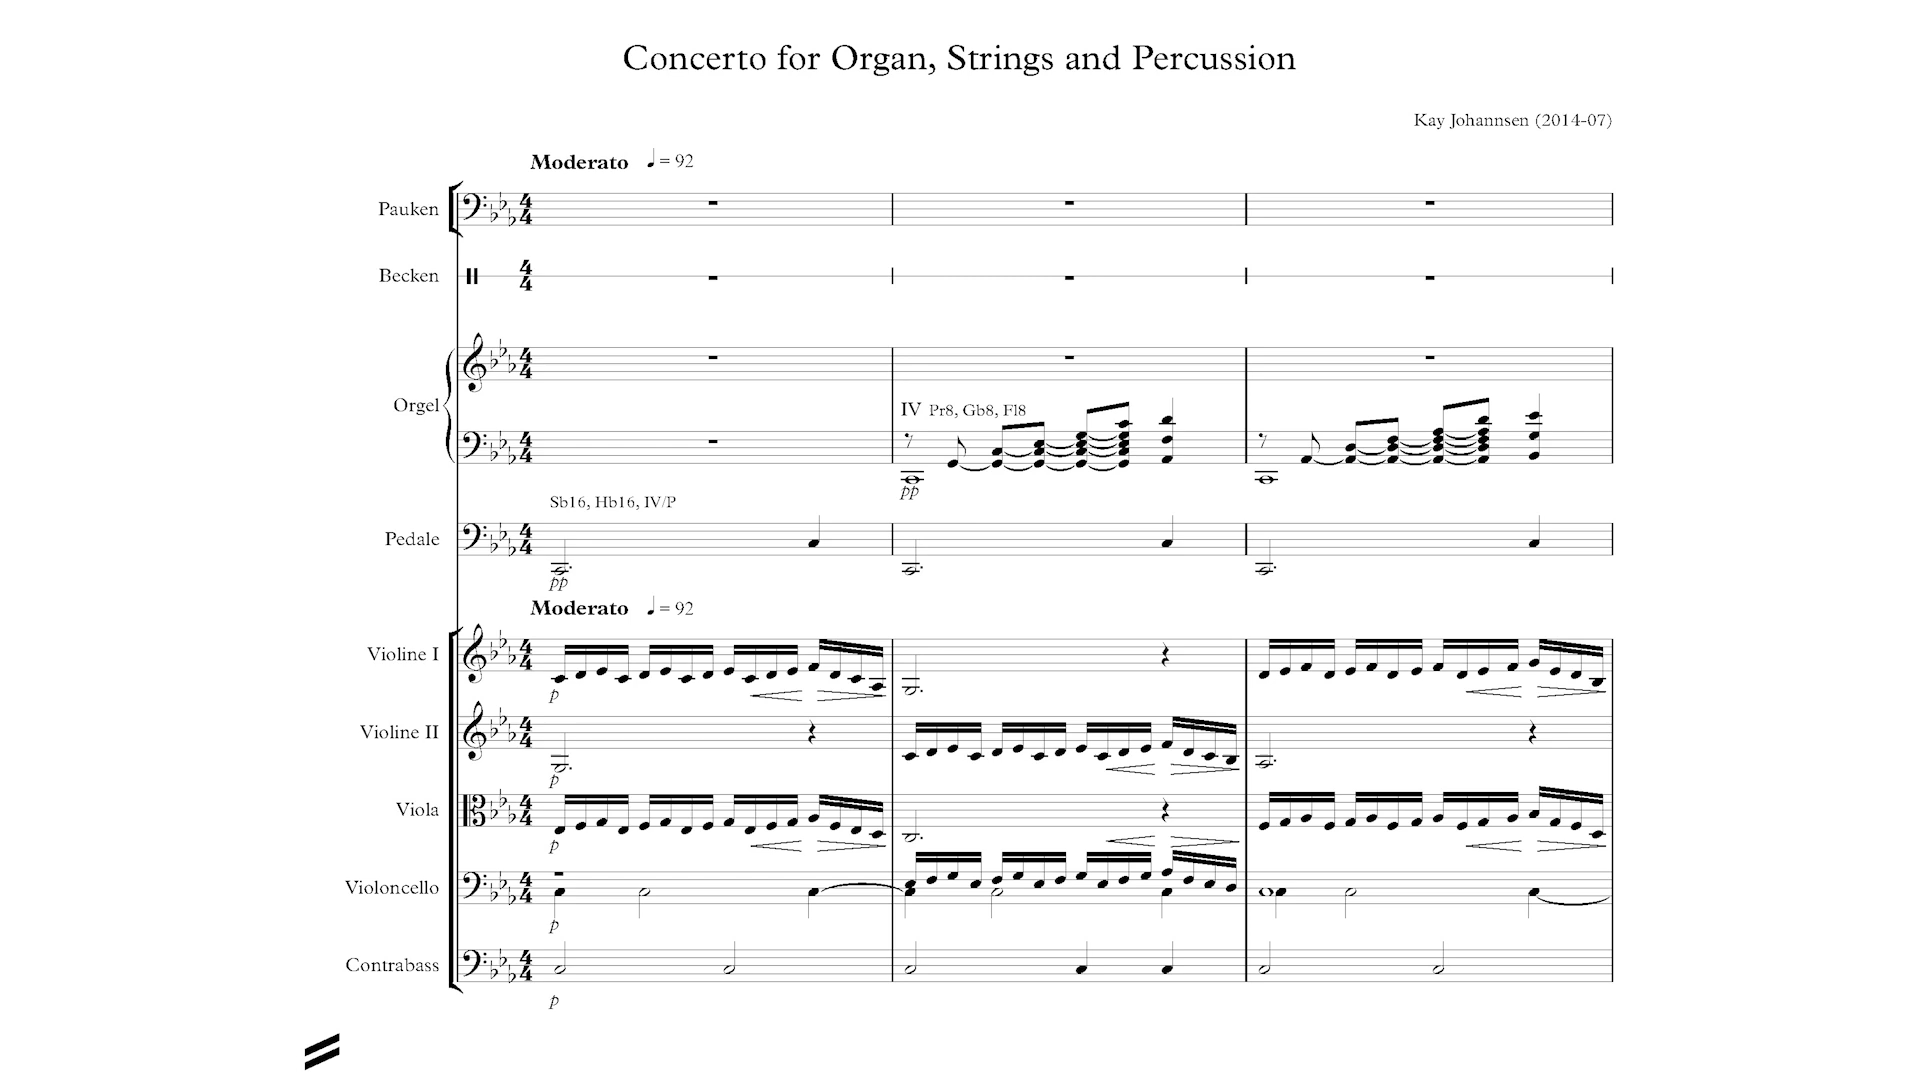 Concerto for Organ, Strings and Percussion
Kay Johannsen (2014-07)
Moderato ♩ = 92
Pauken
Becken
Orgel
IV Pr8, Gb8, Fl8
pp
Sb16, Hb16, IV/P
Pedale
pp
Moderato ♩ = 92
Violine I
p
Violine II
p
Viola
p
Violoncello
p
Contrabass
p